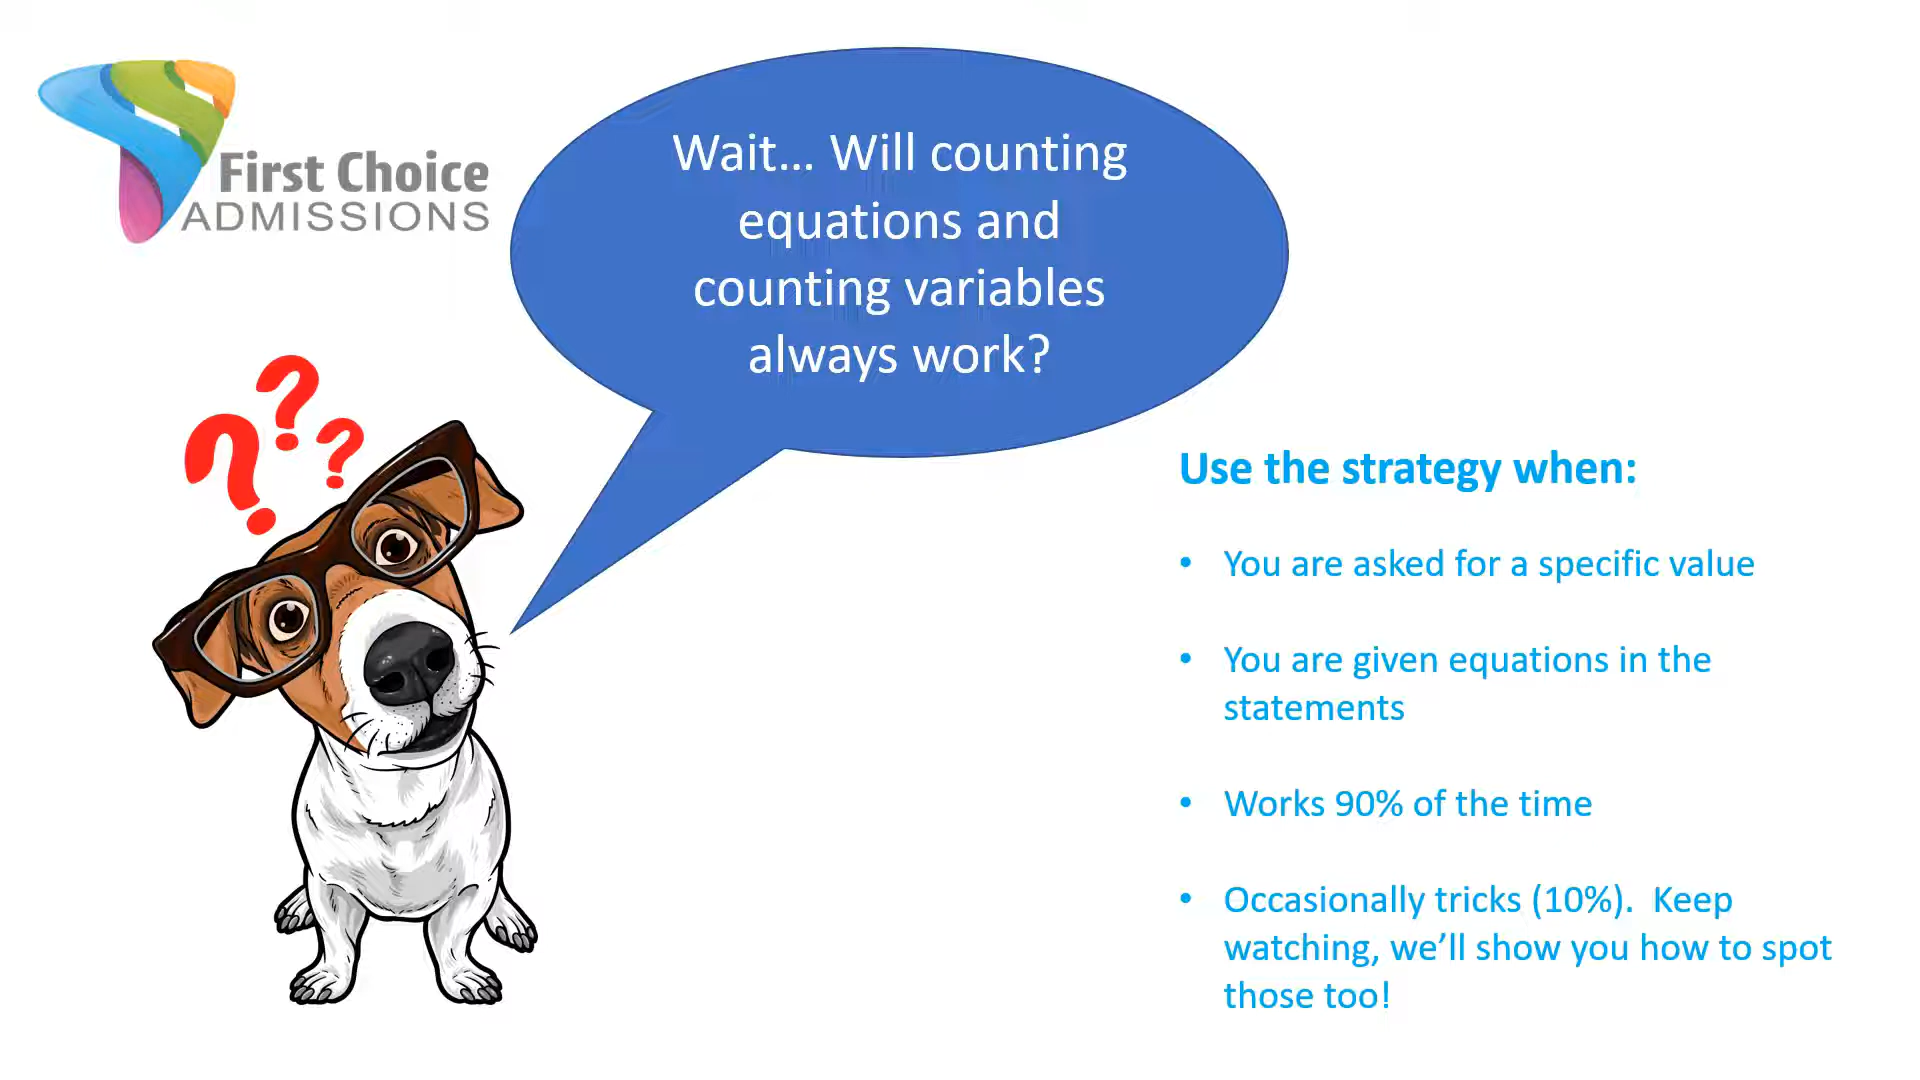 First Choice
ADMISSIONS
Wait... Will counting
equations and
counting variables
always work?
???
Use the strategy when:
• You are asked for a specific value
• You are given equations in the
statements
• Works 90% of the time
• Occasionally tricks (10%).  Keep
watching, we’ll show you how to spot
those too!